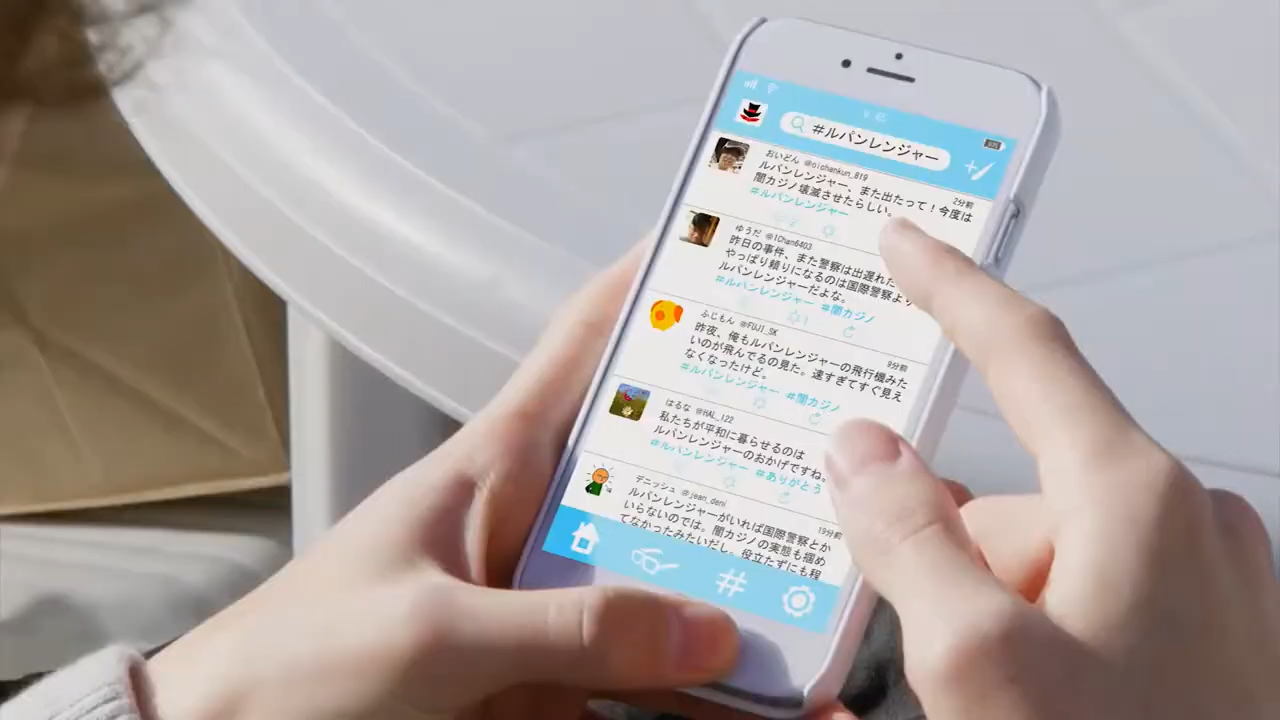 #ルパンレンジャー
おいどん @oichankun_819
2分前
ルパンレンジャー、また出たって!今度は
闇カジノ壊滅させたらしい。
#ルパンレンジャー
ゆうだ @1Chan6403
昨日の事件、また警察は出遅れた
やっぱり頼りになるのは国際警察より
ルパンレンジャーだよな。
#ルパンレンジャー #闇カジノ
ふじもん @FUJI_SK
9分前
昨夜、俺もルパンレンジャーの飛行機みた
いのが飛んでるの見た。速すぎてすぐ見え
なくなったけど。
#ルパンレンジャー #闇カジノ
はるな @HAL_122
私たちが平和に暮らせるのは
ルパンレンジャーのおかげですね。
#ルパンレンジャー #ありがとう
デニッシュ @jean_deni
19分前
ルパンレンジャーがいれば国際警察とか
いらないのでは。闇カジノの実態も掴め
てなかったみたいだし。役立たずにも程